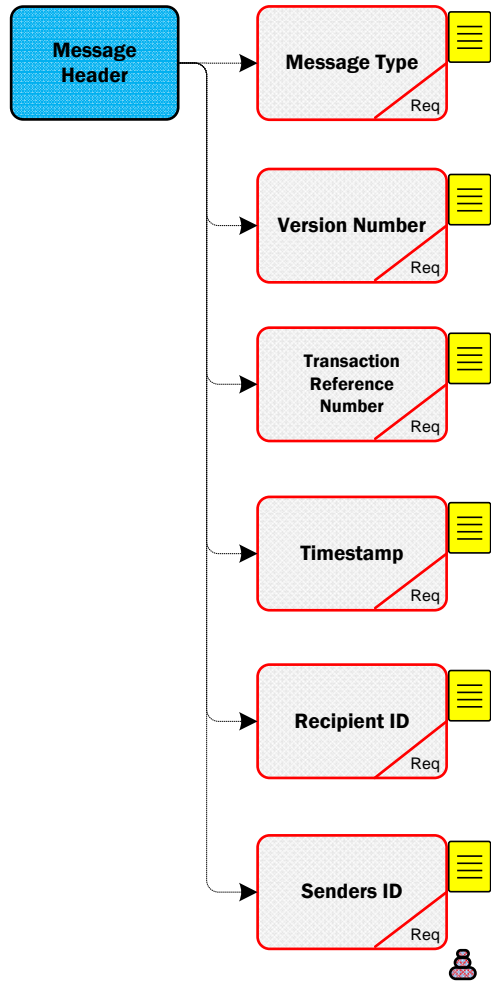 Message
Header
Message Type
Req
Version Number
Req
Transaction
Reference
Number
Req
Timestamp
Req
Recipient ID
Req
Senders ID
Req